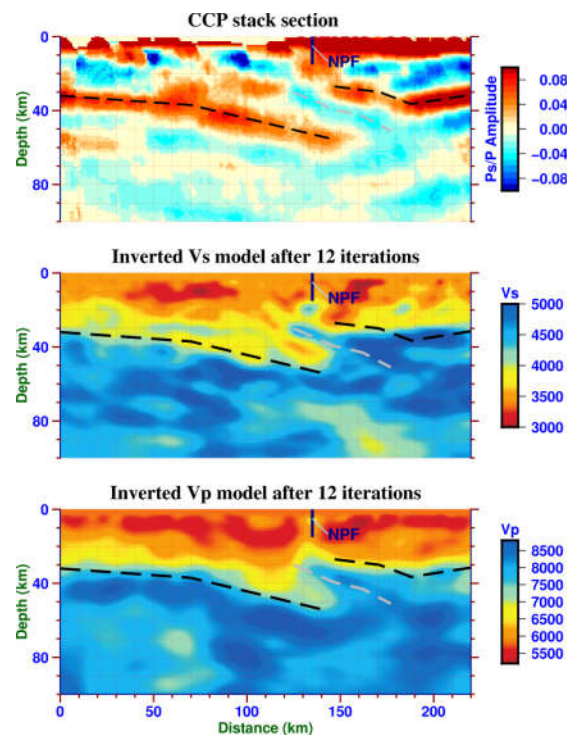 CCP stack section
0
40
80
Depth (km)
NPF
0.08
0.04
0.00
−0.04
−0.08
Ps/P Amplitude
Inverted Vs model after 12 iterations
0
40
80
Depth (km)
NPF
Vs
5000
4500
4000
3500
3000
Inverted Vp model after 12 iterations
0
40
80
Depth (km)
NPF
Vp
8500
8000
7500
7000
6500
6000
5500
0 50 100 150 200
Distance (km)